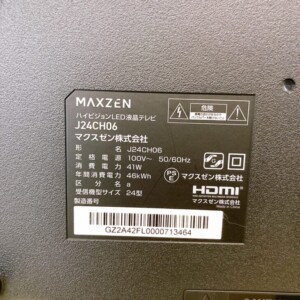 MAXZEN
ハイビジョンLED液晶テレビ
J24CH06
マクスゼン株式会社
形名 J24CH06
定格電源 100V～ 50/60Hz
消費電力 41W
年間消費電力 46kWh
区分 a
受信機型サイズ 24型
製造番号
GZ2A42FL0000713464
危険
PS
E
HDMI
マクスゼン株式会社